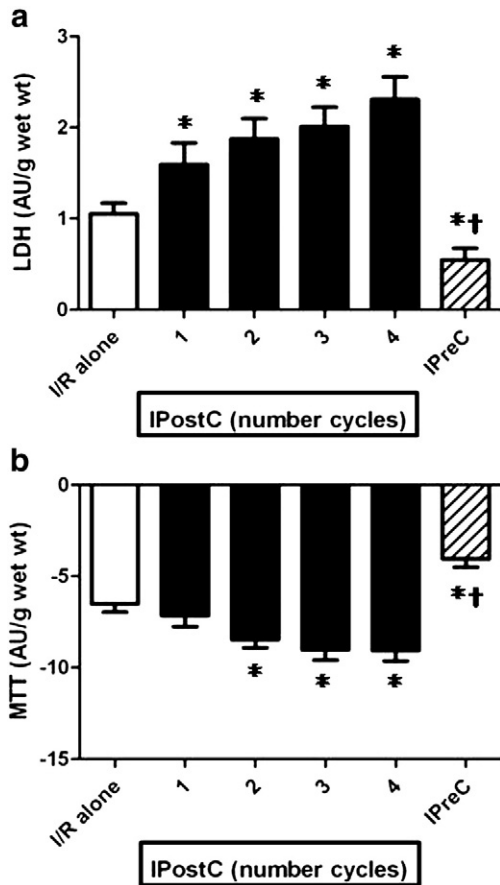 a
LDH (AU/g wet wt)
3
2
1
0
*
*
*
*
*†
I/R alone
1
2
3
4
IPreC
IPostC (number cycles)
b
MTT (AU/g wet wt)
0
-5
-10
-15
*
*
*
*†
I/R alone
1
2
3
4
IPreC
IPostC (number cycles)